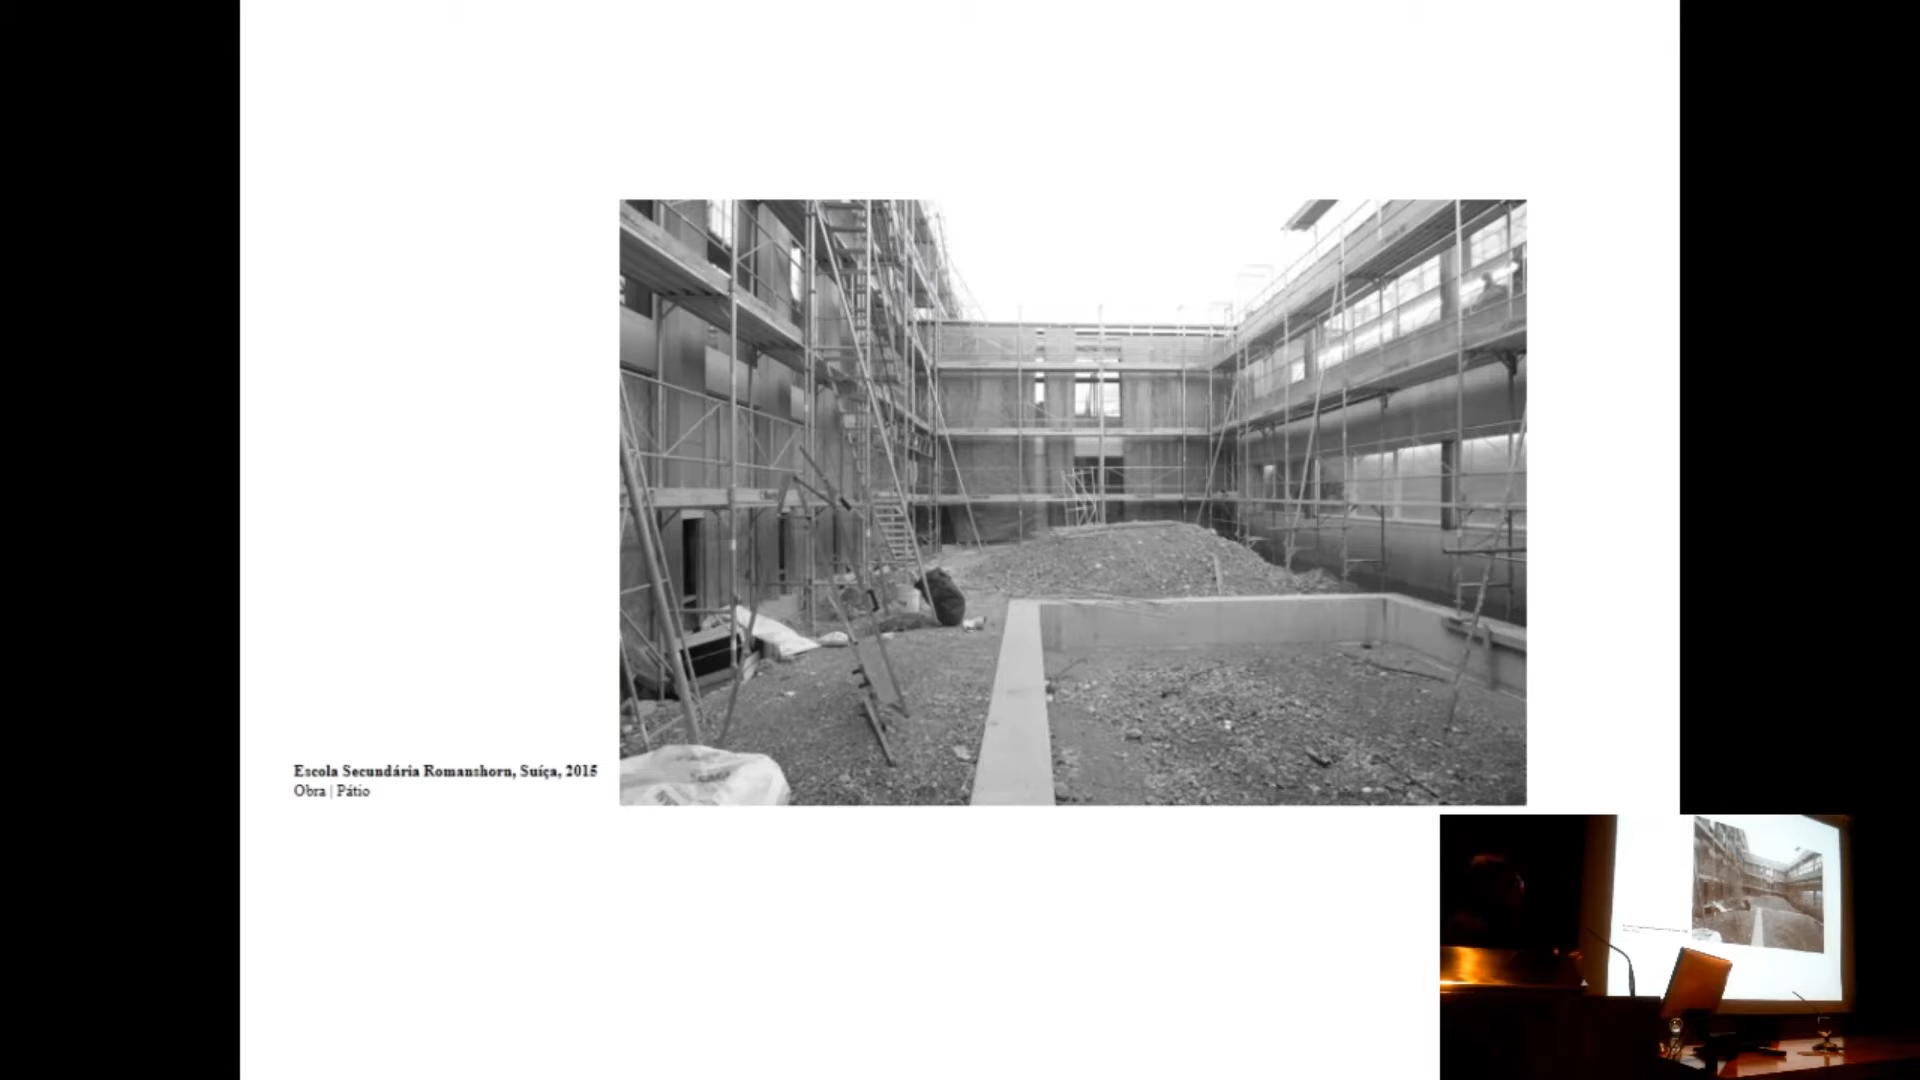 Escola Secundária Romanshorn, Suíça, 2015
Obra | Pátio